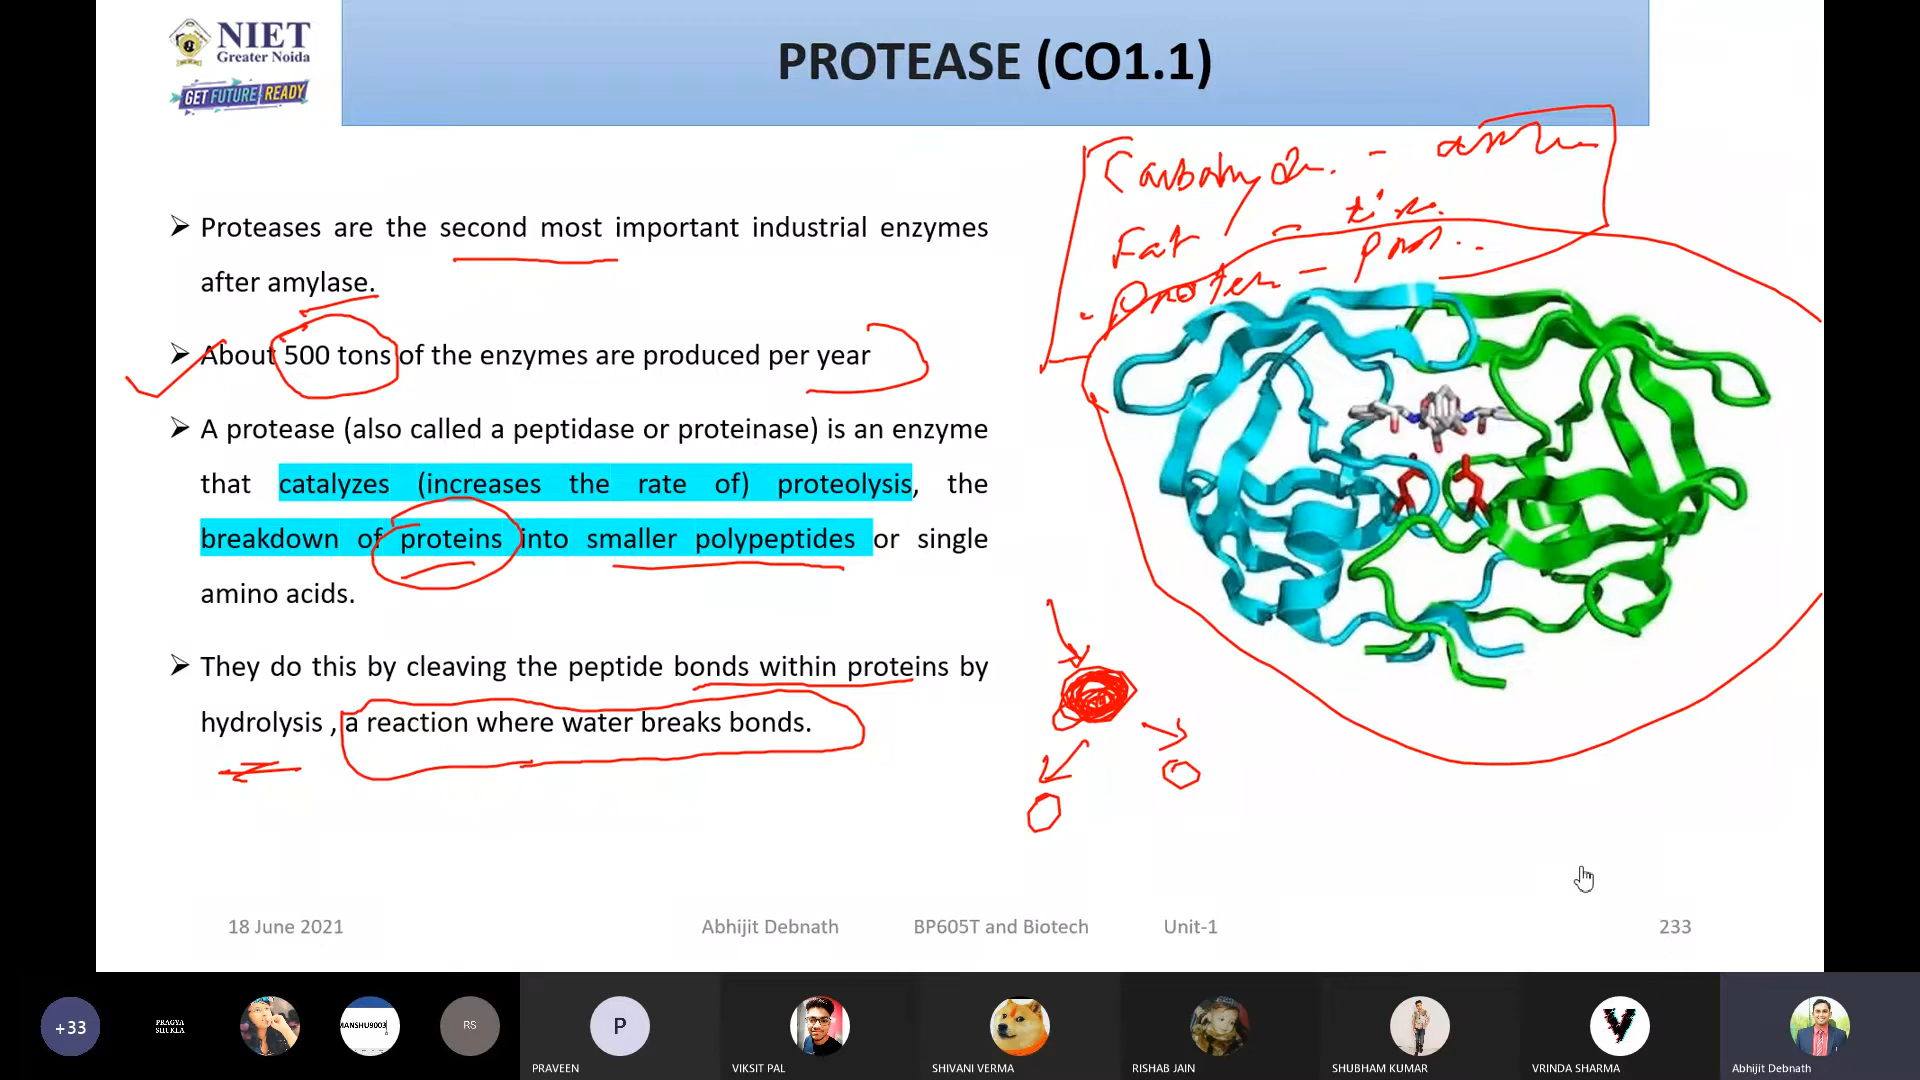 NIET
Greater Noida
GET FUTURE READY
PROTEASE (CO1.1)
Carbohydr. -
Fat -
Protein -
➢ Proteases are the second most important industrial enzymes
after amylase.
➢ About 500 tons of the enzymes are produced per year
➢ A protease (also called a peptidase or proteinase) is an enzyme
that catalyzes (increases the rate of) proteolysis, the
breakdown of proteins into smaller polypeptides or single
amino acids.
➢ They do this by cleaving the peptide bonds within proteins by
hydrolysis , a reaction where water breaks bonds.
18 June 2021 Abhijit Debnath BP605T and Biotech Unit-1 233
+33
PRAGYA
SHUKLA
MANSHU9003
RS
P
PRAVEEN
VIKSIT PAL
SHIVANI VERMA
RISHAB JAIN
SHUBHAM KUMAR
V
VRINDA SHARMA
Abhijit Debnath